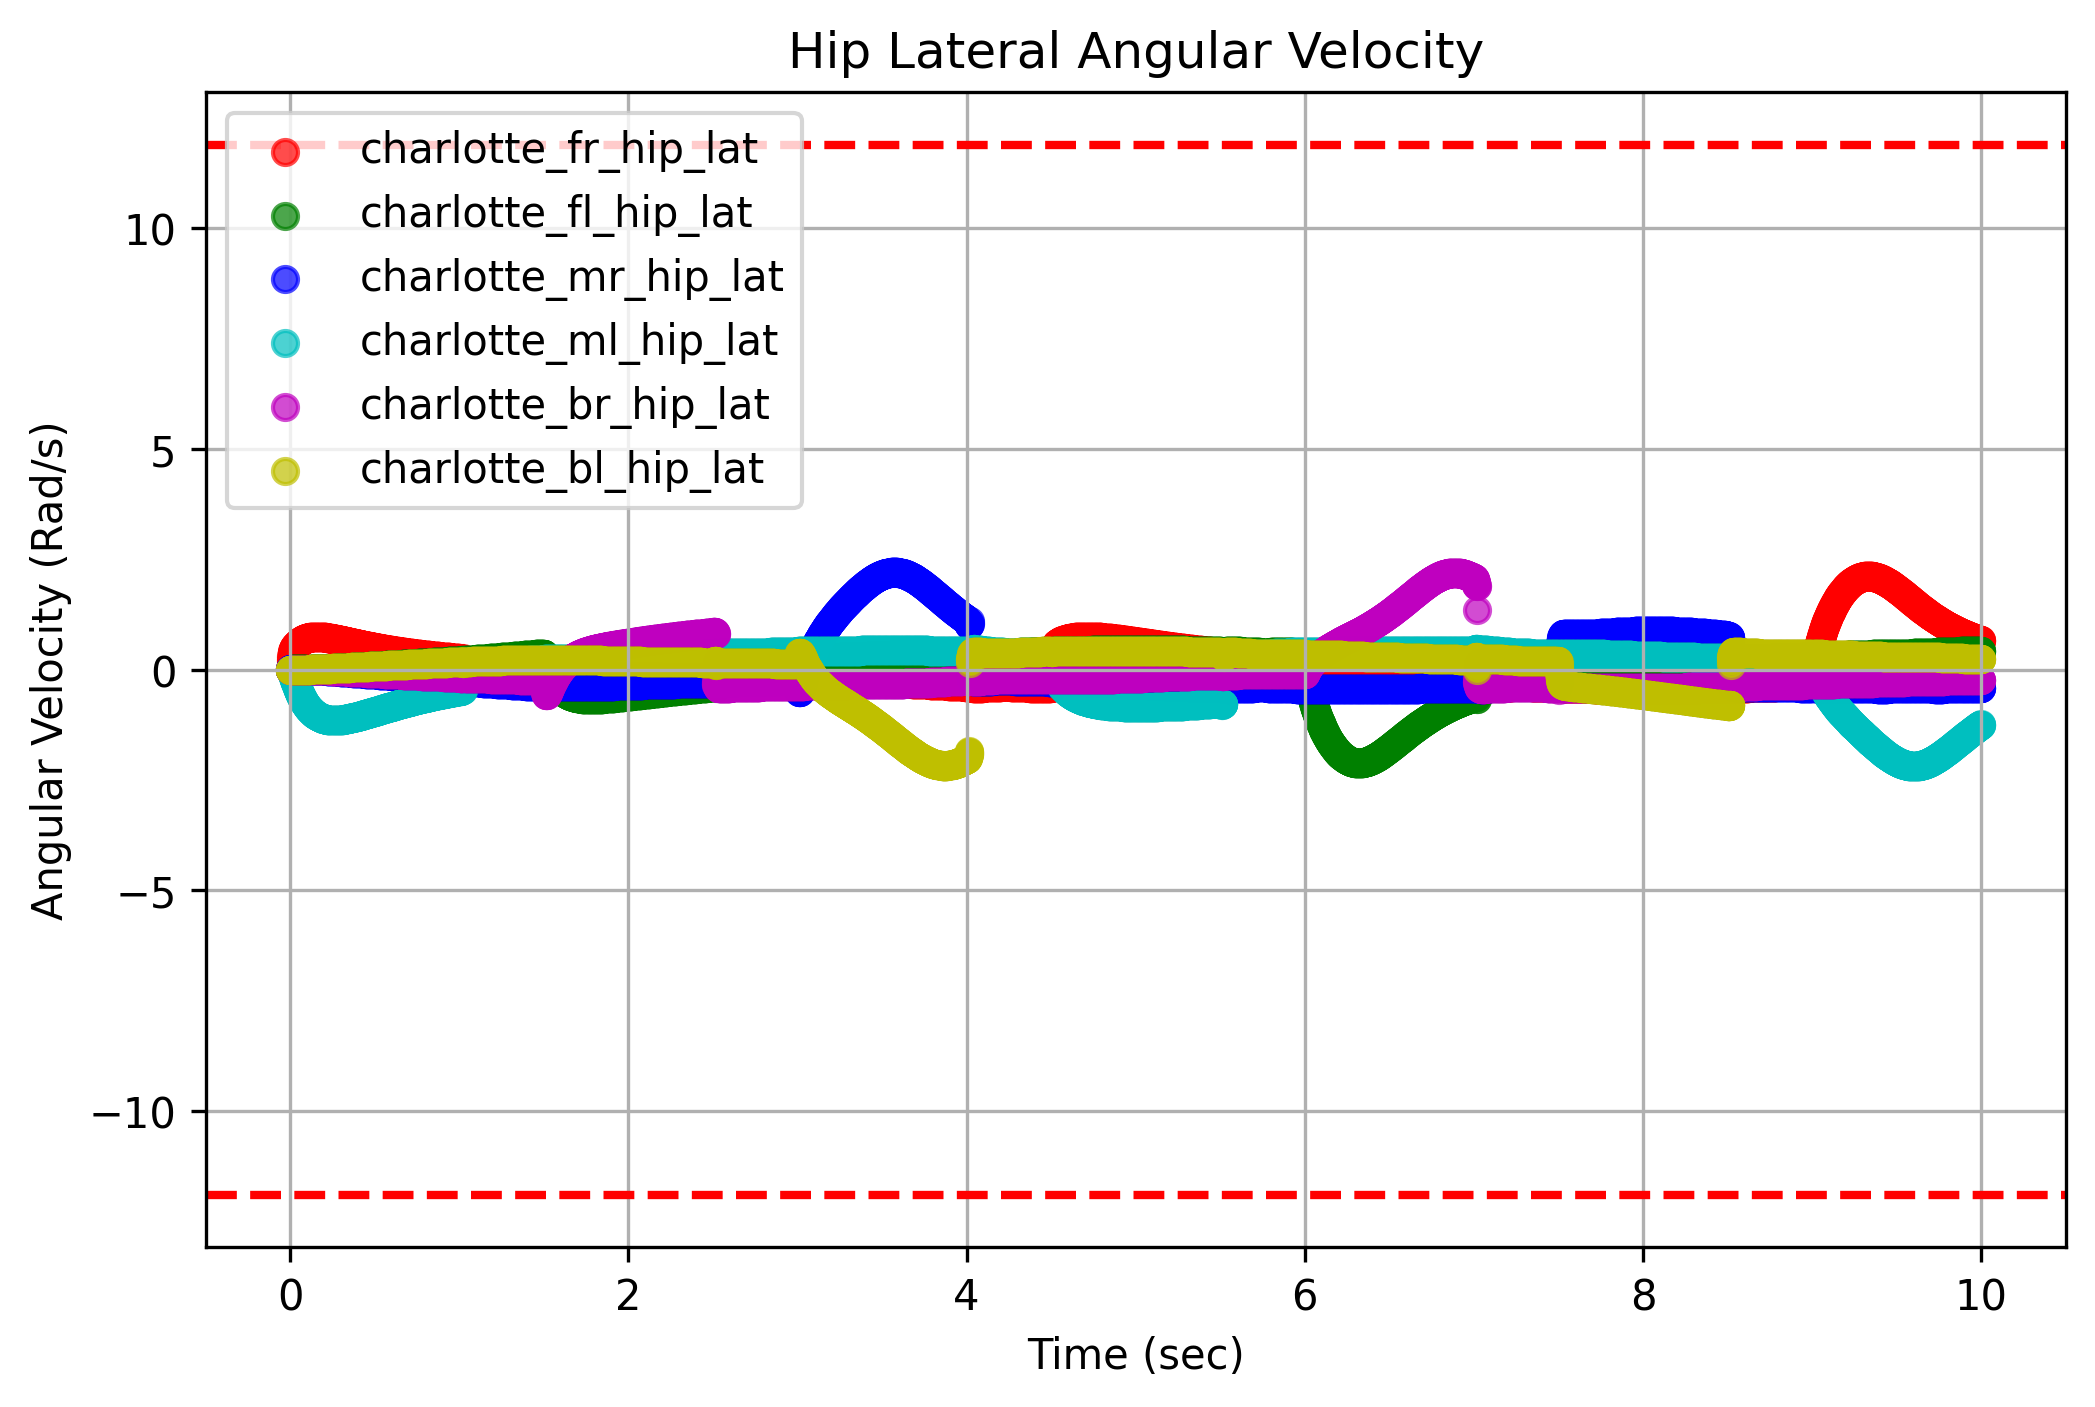 Hip Lateral Angular Velocity
charlotte_fr_hip_lat
charlotte_fl_hip_lat
charlotte_mr_hip_lat
charlotte_ml_hip_lat
charlotte_br_hip_lat
charlotte_bl_hip_lat
10
5
0
−5
−10
Angular Velocity (Rad/s)
0 2 4 6 8 10
Time (sec)